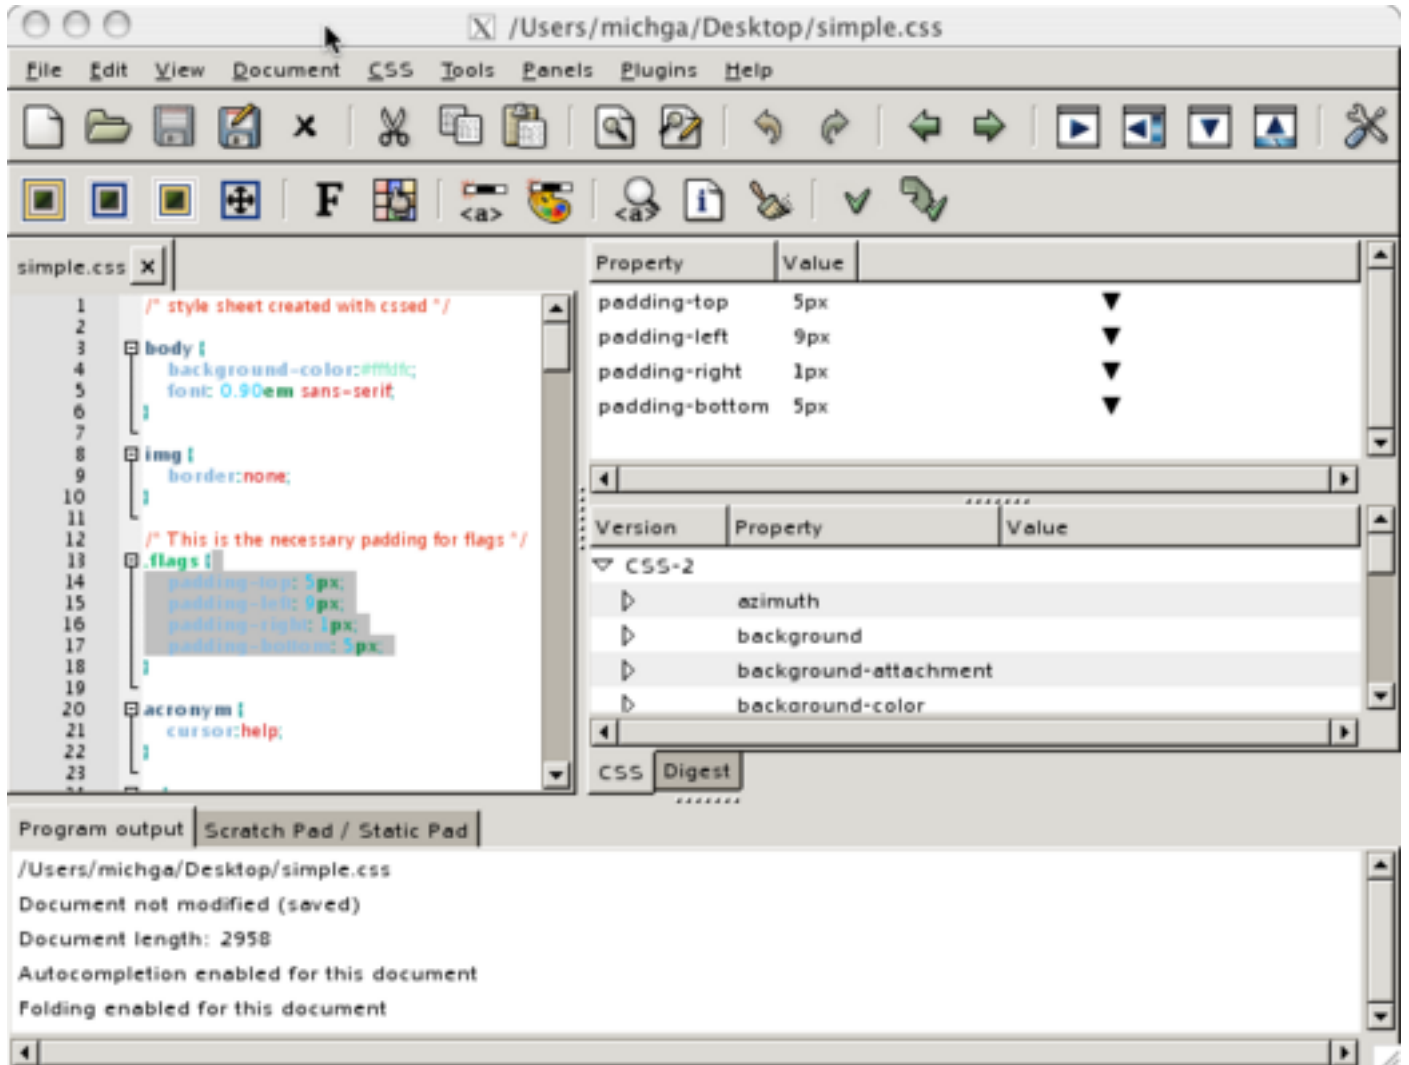 /Users/michga/Desktop/simple.css
File Edit View Document CSS Tools Panels Plugins Help
F <a> <a> i
simple.css
Property Value
padding-top 5px
padding-left 9px
padding-right 1px
padding-bottom 5px
1 /* style sheet created with cssed */
2
3 body {
4 background-color:#fffdfc;
5 font: 0.90em sans-serif;
6 }
7
8 img {
9 border:none;
10 }
11
12 /* This is the necessary padding for flags */
13 .flags {
14 padding-top: 5px;
15 padding-left: 9px;
16 padding-right: 1px;
17 padding-bottom: 5px;
18 }
19
20 acronym {
21 cursor:help;
22 }
23
Version Property Value
CSS-2
azimuth
background
background-attachment
background-color
CSS Digest
Program output Scratch Pad / Static Pad
/Users/michga/Desktop/simple.css
Document not modified (saved)
Document length: 2958
Autocompletion enabled for this document
Folding enabled for this document